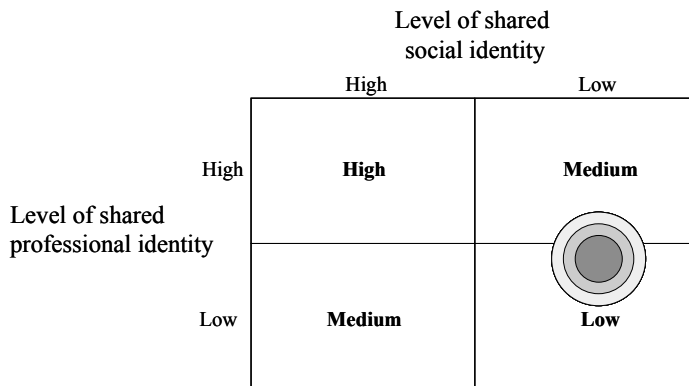 Level of shared
social identity
High Low
High High Medium
Level of shared
professional identity
Low Medium Low